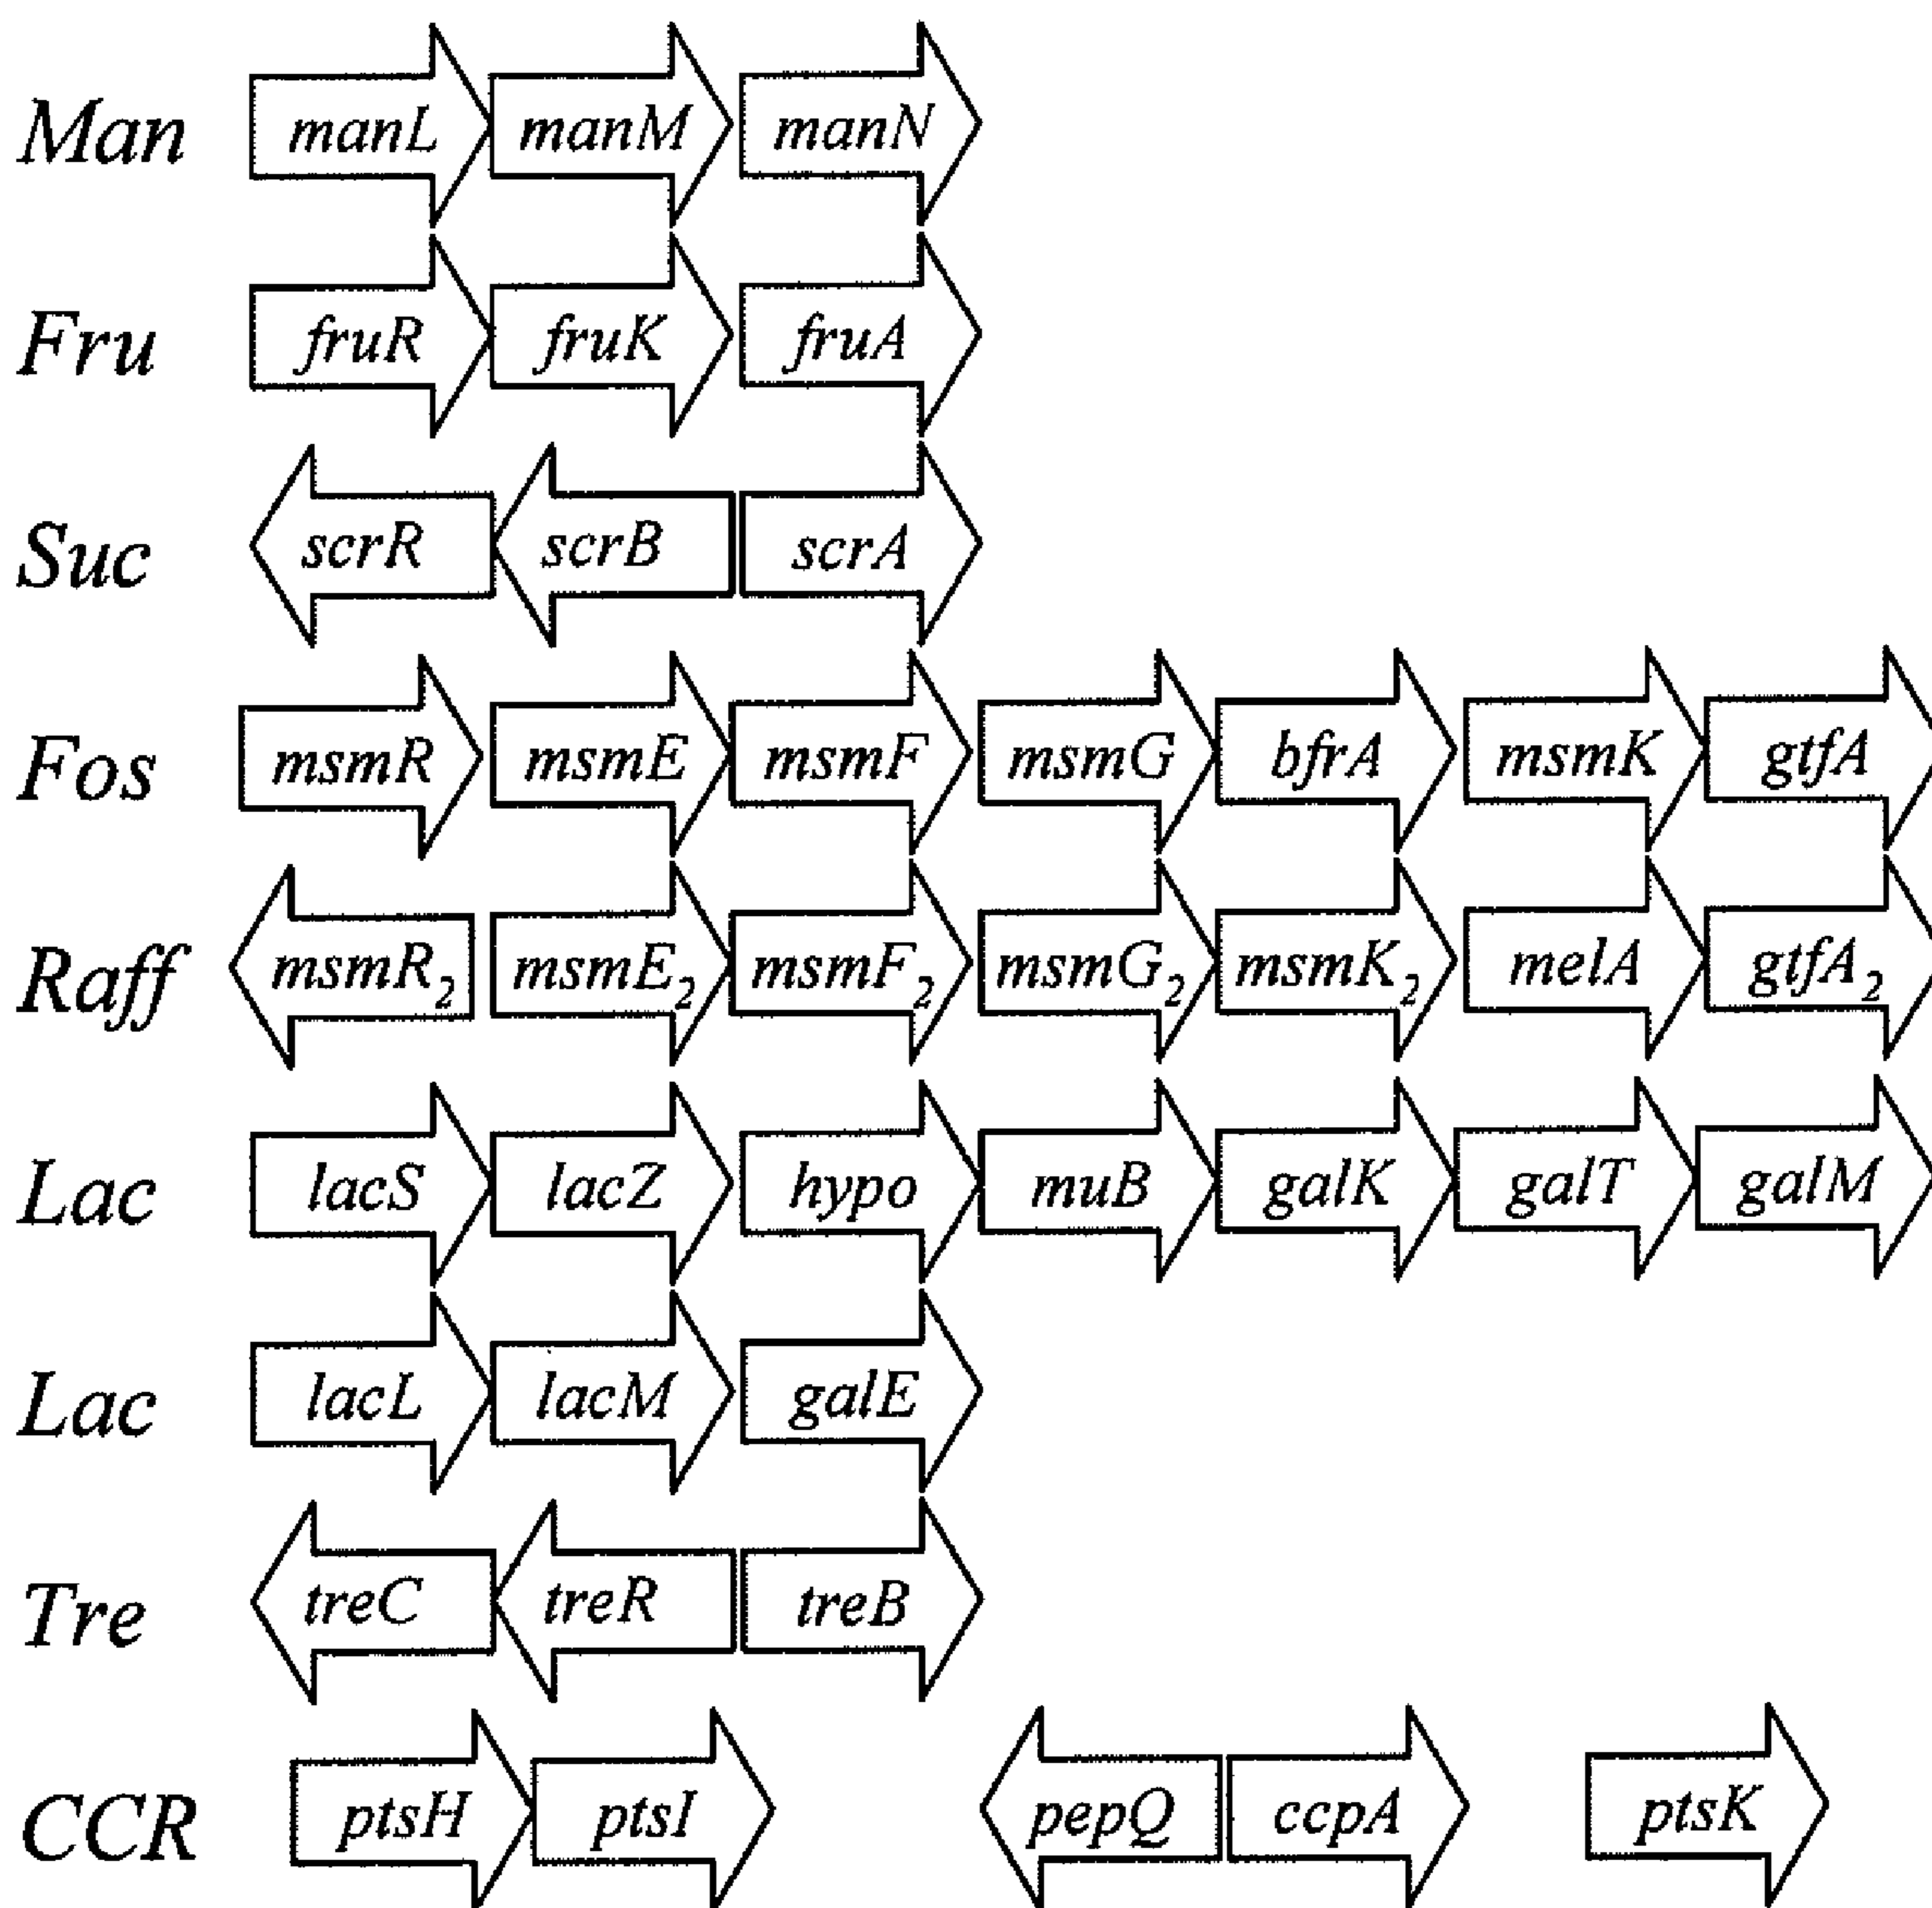 Man manL manM manN
Fru fruR fruK fruA
Suc scrR scrB scrA
Fos msmR msmE msmF msmG bfrA msmK gtfA
Raff msmR₂ msmE₂ msmF₂ msmG₂ msmK₂ melA gtfA₂
Lac lacS lacZ hypo muB galK galT galM
Lac lacL lacM galE
Tre treC treR treB
CCR ptsH ptsI pepQ ccpA ptsK